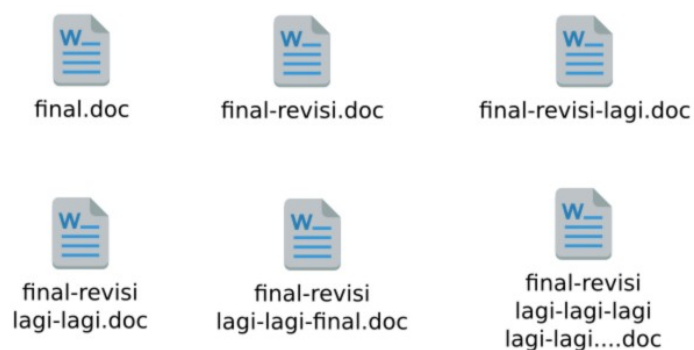 W
final.doc
W
final-revisi.doc
W
final-revisi-lagi.doc
W
final-revisi
lagi-lagi.doc
W
final-revisi
lagi-lagi-final.doc
W
final-revisi
lagi-lagi-lagi
lagi-lagi....doc